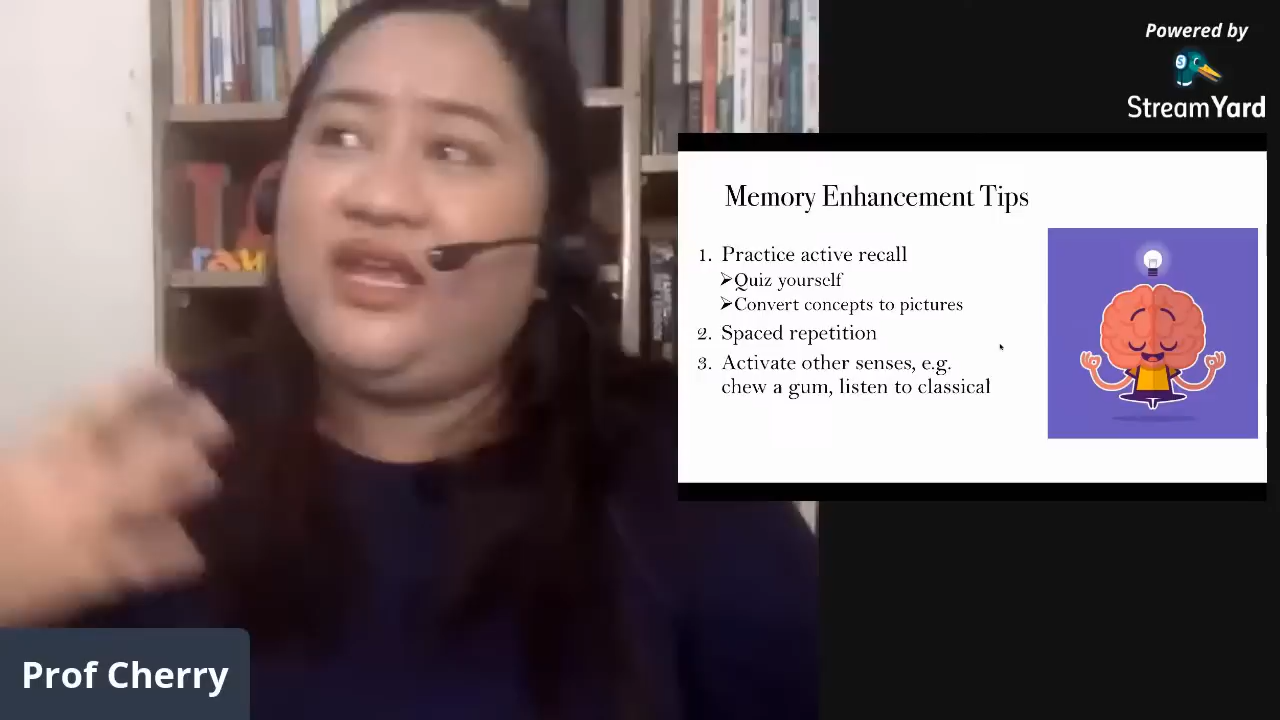 Powered by
StreamYard
Memory Enhancement Tips
1. Practice active recall
➢Quiz yourself
➢Convert concepts to pictures
2. Spaced repetition
3. Activate other senses, e.g.
chew a gum, listen to classical
Prof Cherry